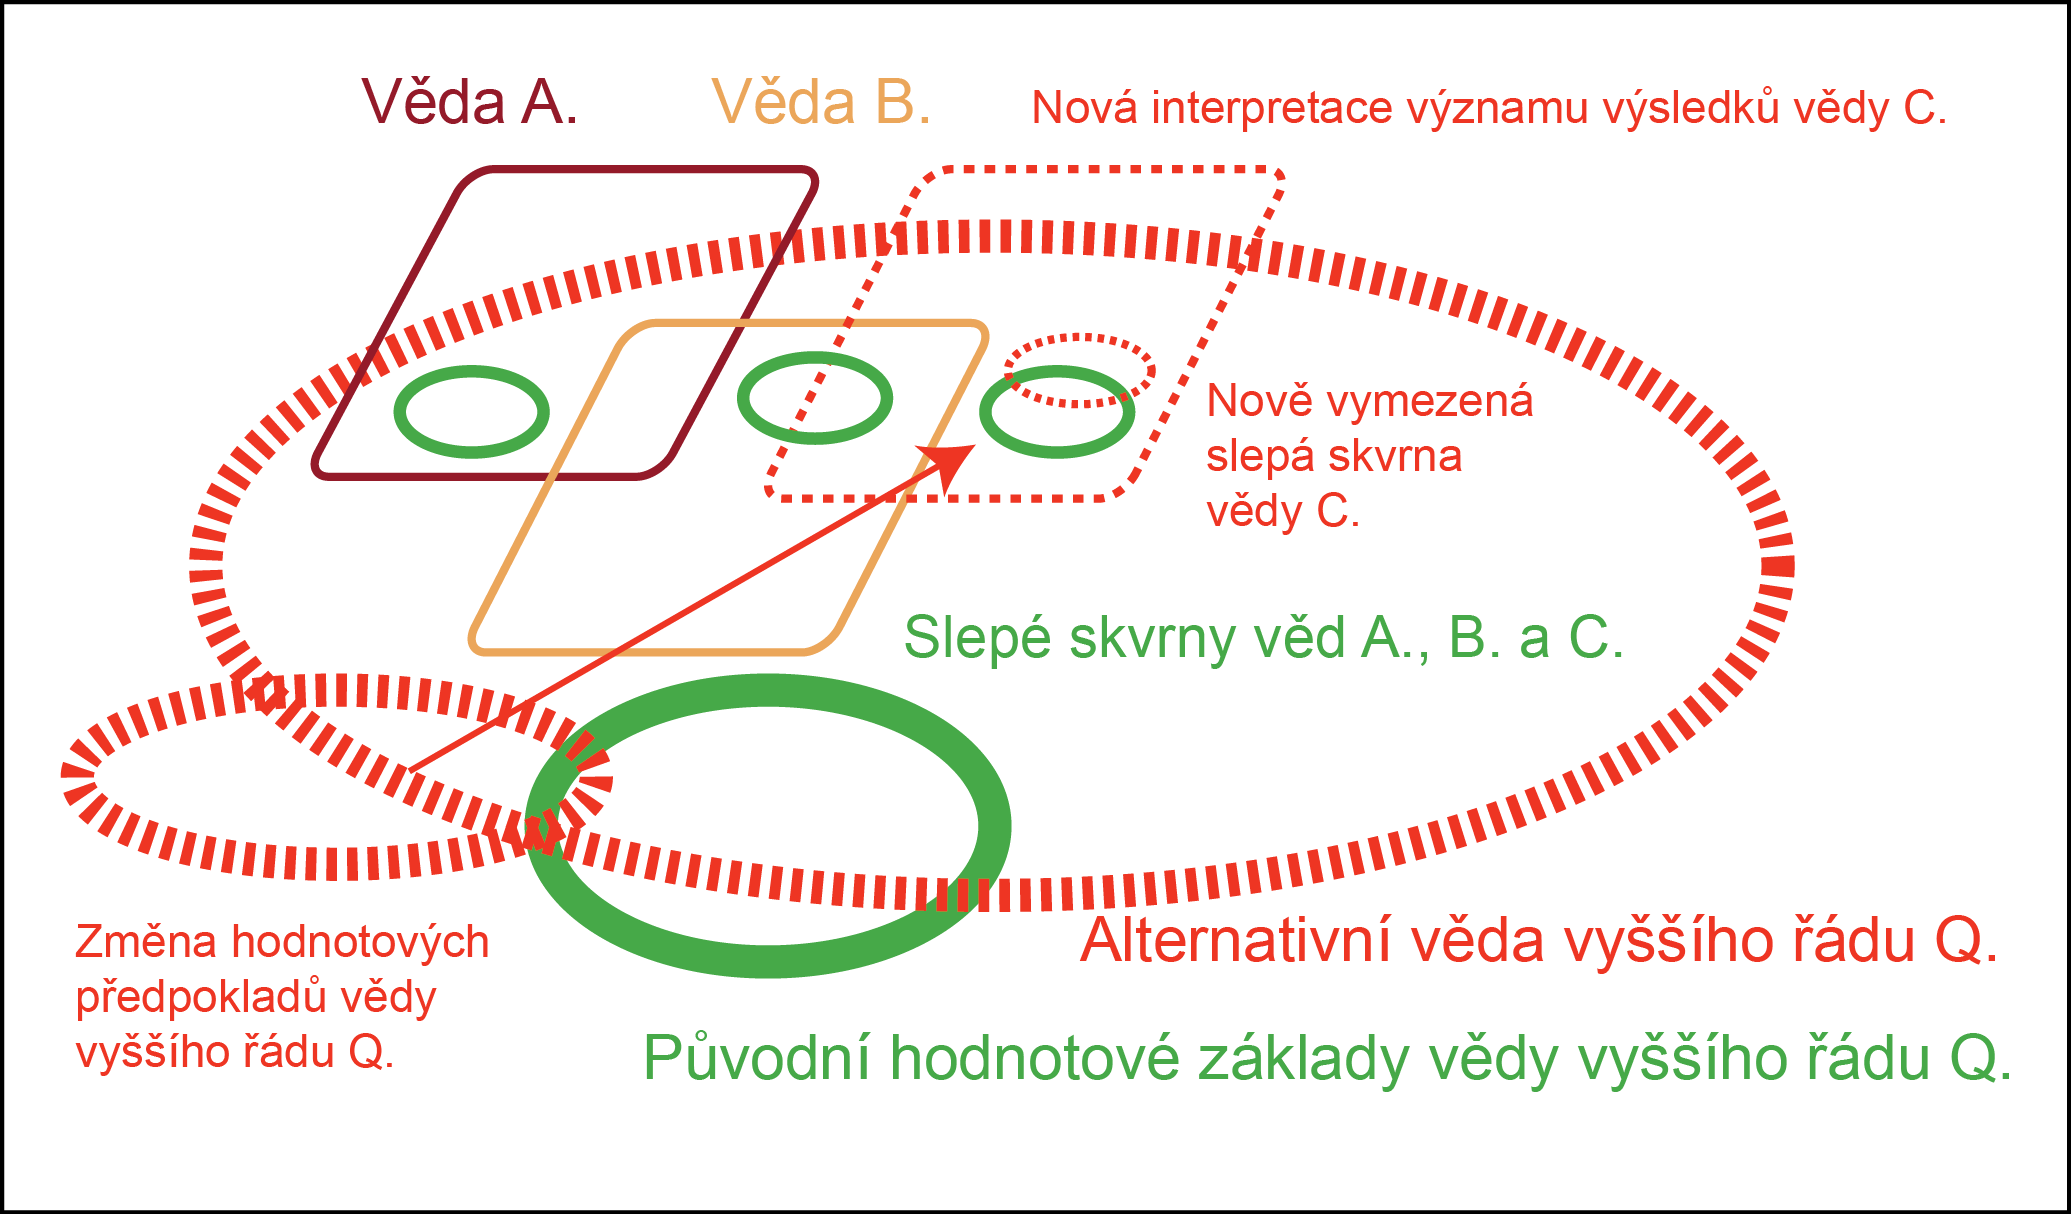 Věda A.
Věda B.
Nová interpretace významu výsledků vědy C.
Nově vymezená
slepá skvrna
vědy C.
Slepé skvrny věd A., B. a C.
Změna hodnotových
předpokladů vědy
vyššího řádu Q.
Alternativní věda vyššího řádu Q.
Původní hodnotové základy vědy vyššího řádu Q.